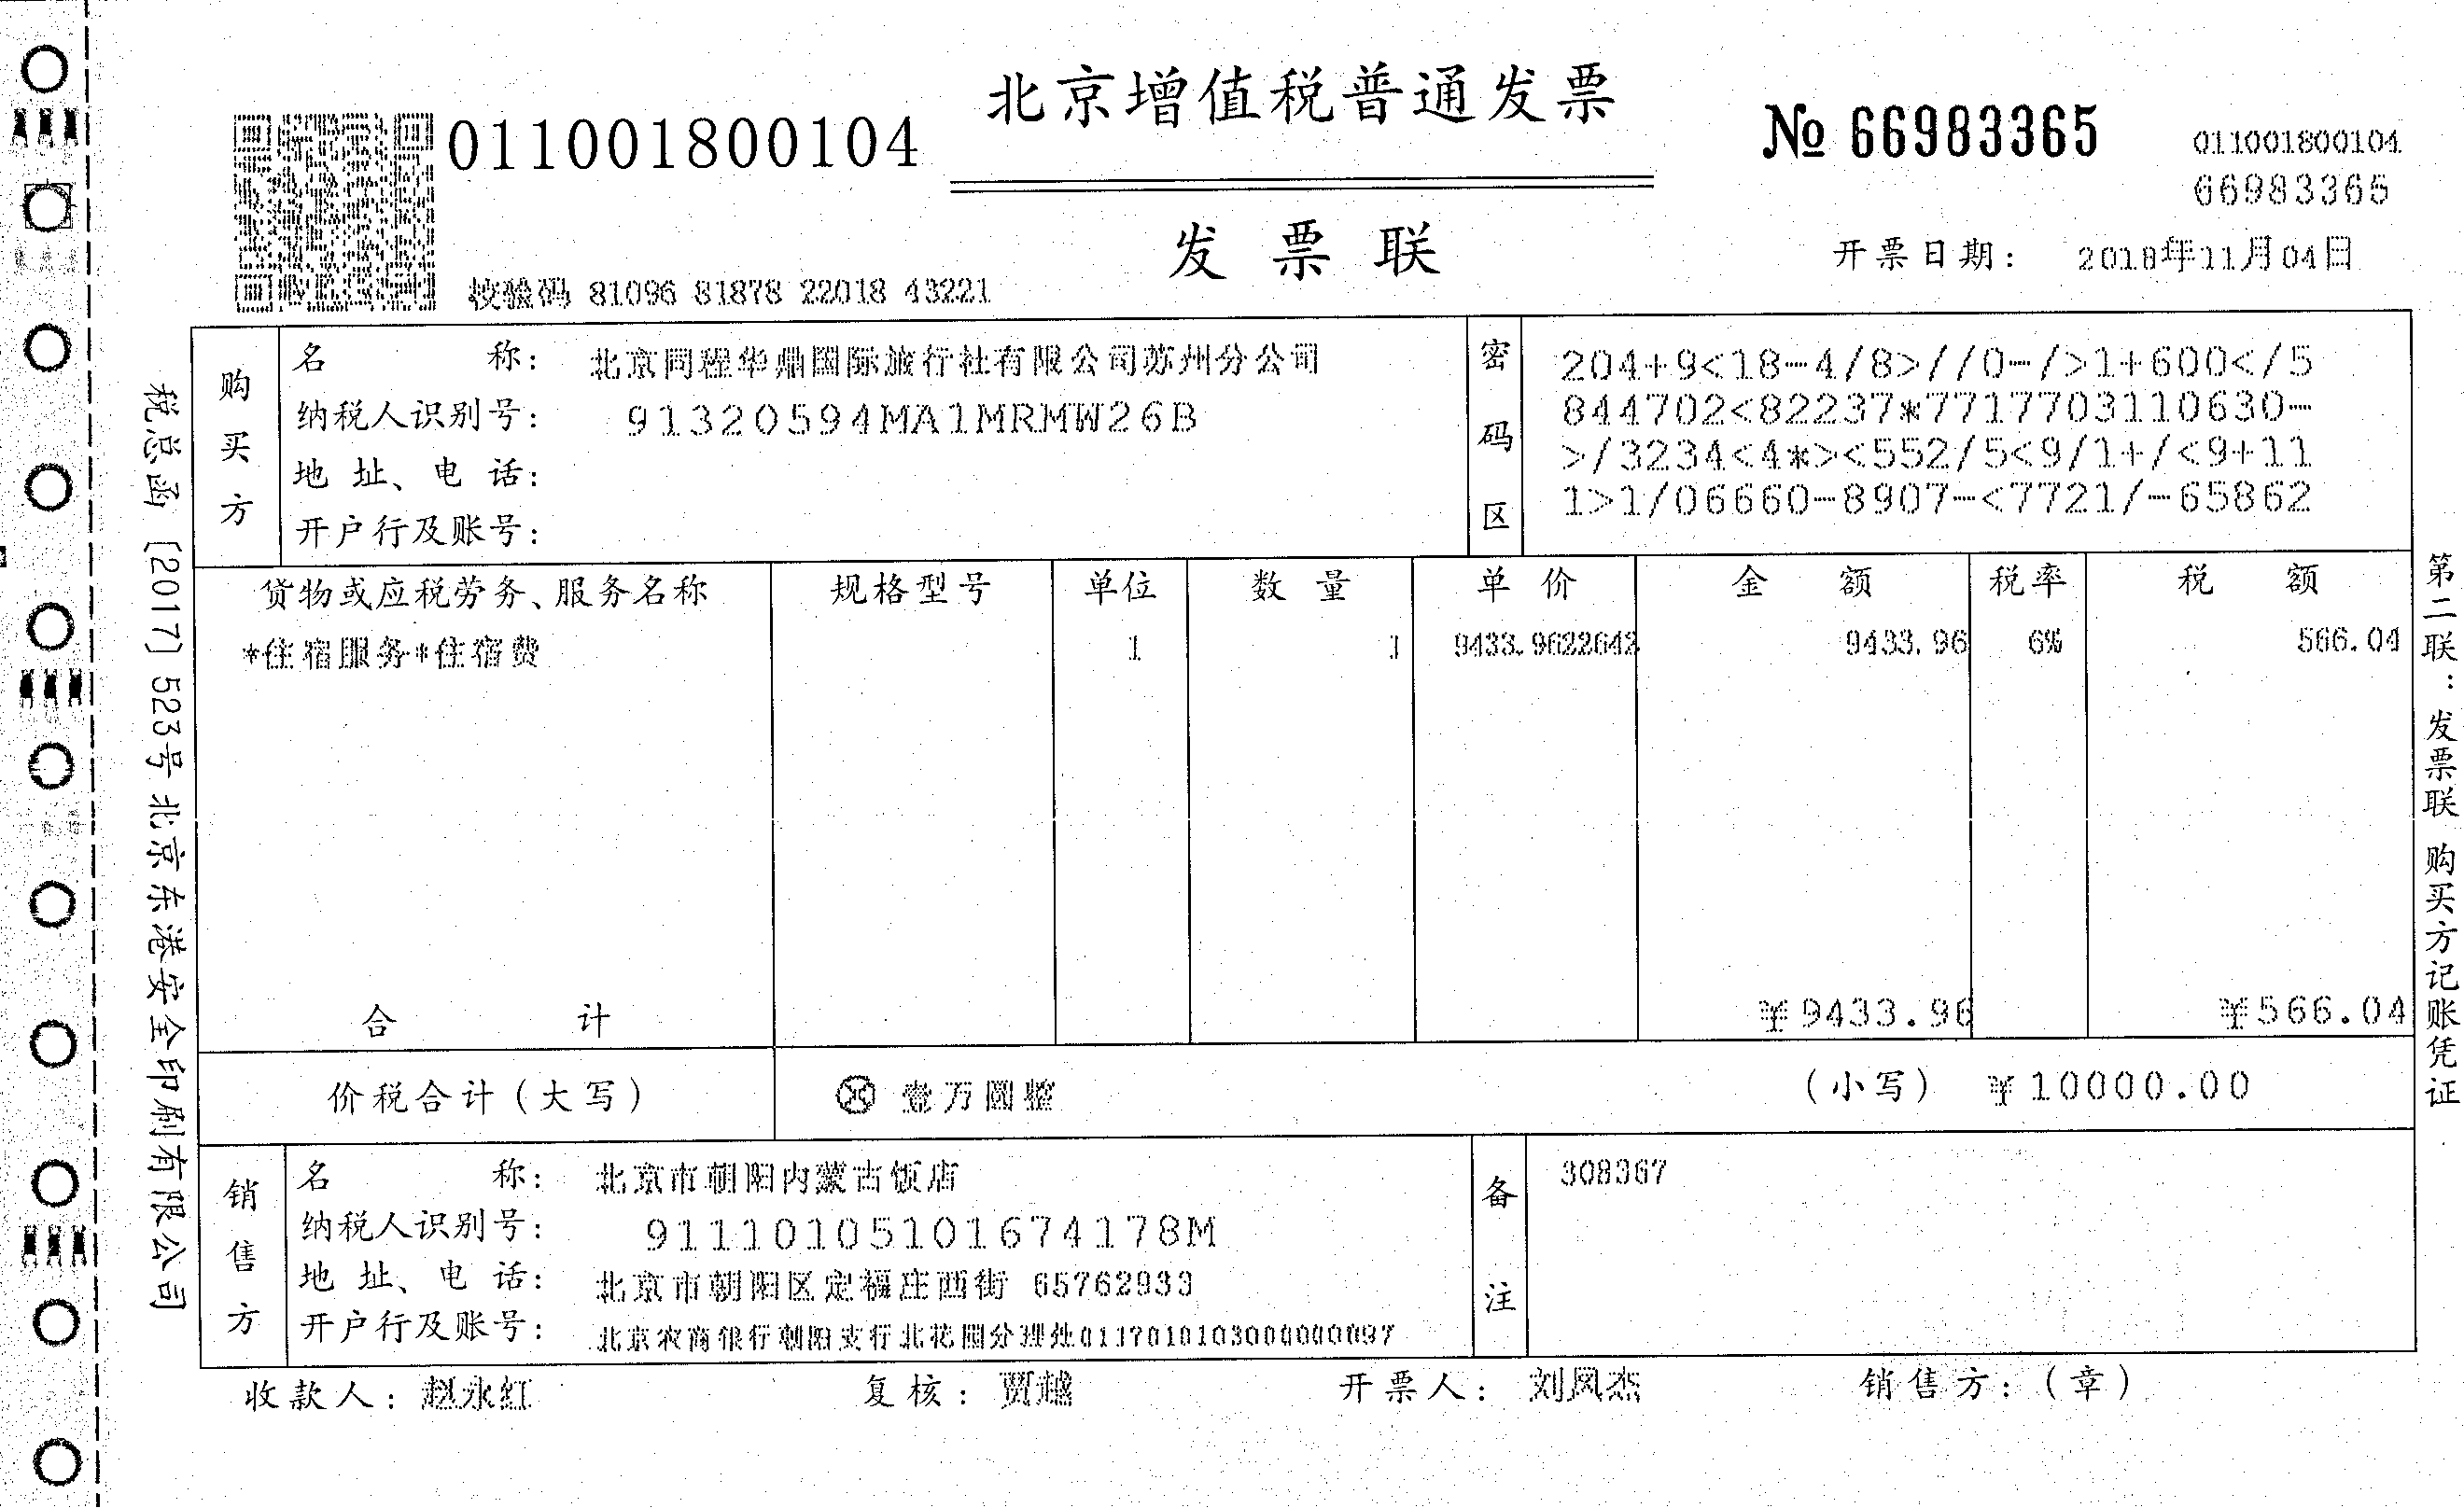 北京增值税普通发票
011001800104
№ 66983365
011001800104
66983365
发票联
开票日期： 2018年11月04日
校验码 81096 81878 22018 43221
购买方
名称： 北京同程华鼎国际旅行社有限公司苏州分公司
纳税人识别号： 91320594MA1MRMW26B
地址、电话：
开户行及账号：
密码区
204+9<18-4/8>//0-/>1+600</5
844702<82237*7717703110630-
>/3234<4*><552/5<9/1+/<9+11
1>1/06660-8907-<7721/-65862
货物或应税劳务、服务名称 规格型号 单位 数量 单价 金额 税率 税额
*住宿服务*住宿费 1 1 9433.9622642 9433.96 6% 566.04
合计 ¥9433.96 ¥566.04
价税合计（大写） ⊗ 壹万圆整 （小写） ¥10000.00
销售方
名称： 北京市朝阳内蒙古饭店
纳税人识别号： 91110105101674178M
地址、电话： 北京市朝阳区定福庄西街 65762933
开户行及账号： 北京农商银行朝阳支行北花园分理处0117010103000000097
备注
308367
收款人：赵永红 复核：贾越 开票人：刘凤杰 销售方：（章）
税总函［2017］523号北京东港安全印刷有限公司
第二联：发票联 购买方记账凭证